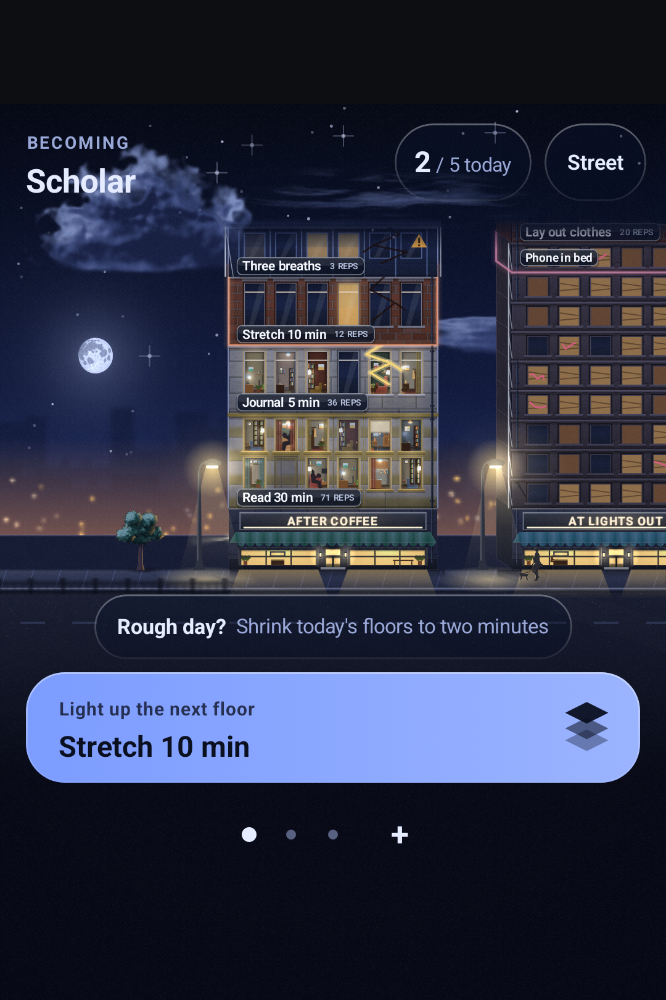 BECOMING
Scholar
2 / 5 today
Street
Three breaths 3 REPS
Stretch 10 min 12 REPS
Journal 5 min 36 REPS
Read 30 min 71 REPS
AFTER COFFEE
Lay out clothes 20 REPS
Phone in bed
AT LIGHTS OUT
Rough day? Shrink today's floors to two minutes
Light up the next floor
Stretch 10 min
+